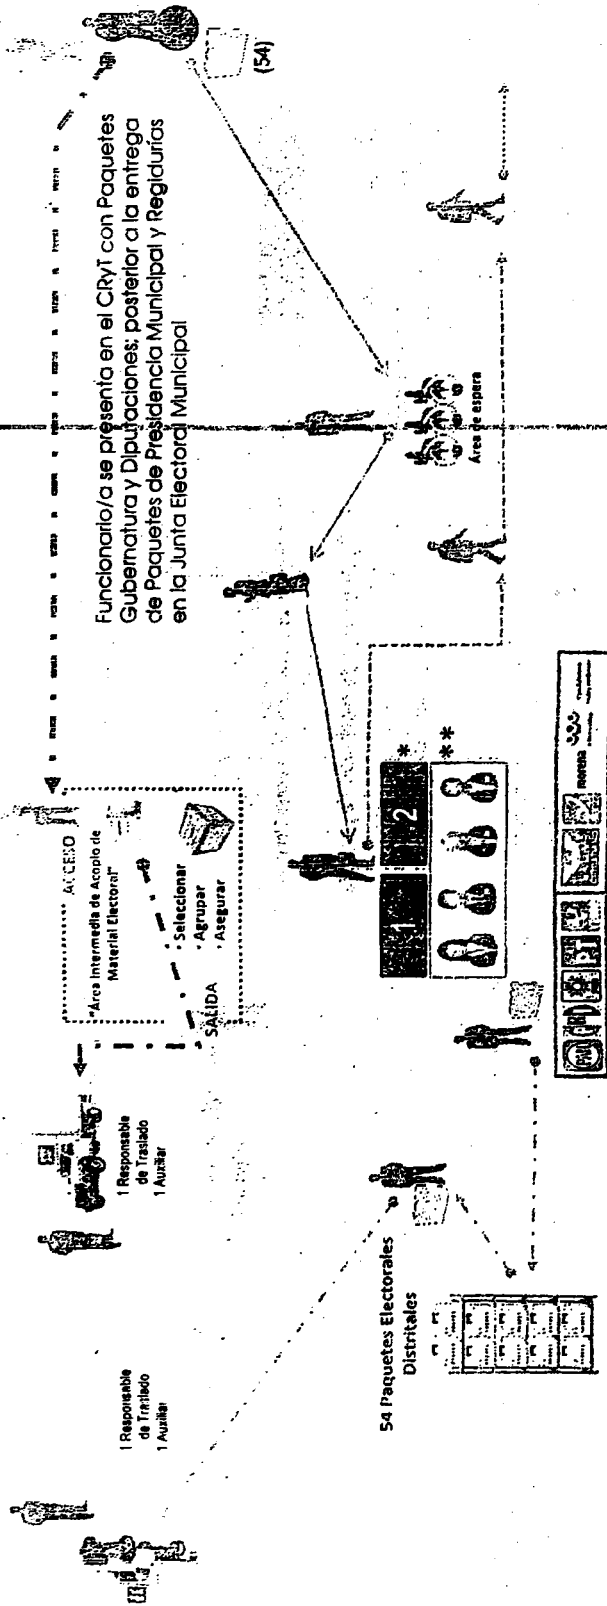 (54)
Funcionario/a se presenta en el CRyT con Paquetes
Gubernatura y Diputaciones; posterior a la entrega
de Paquetes de Presidencia Municipal y Regidurías
en la Junta Electoral Municipal
ACCESO
"Área Intermedia de Acopio de
Material Electoral"
Seleccionar
Agrupar
Asegurar
SALIDA
1 Responsable
de Traslado
1 Auxiliar
1 Responsable
de Traslado
1 Auxiliar
Área de espera
1
2
*
**
54 Paquetes Electorales
Distritales
PAN
PRD
PT
morena